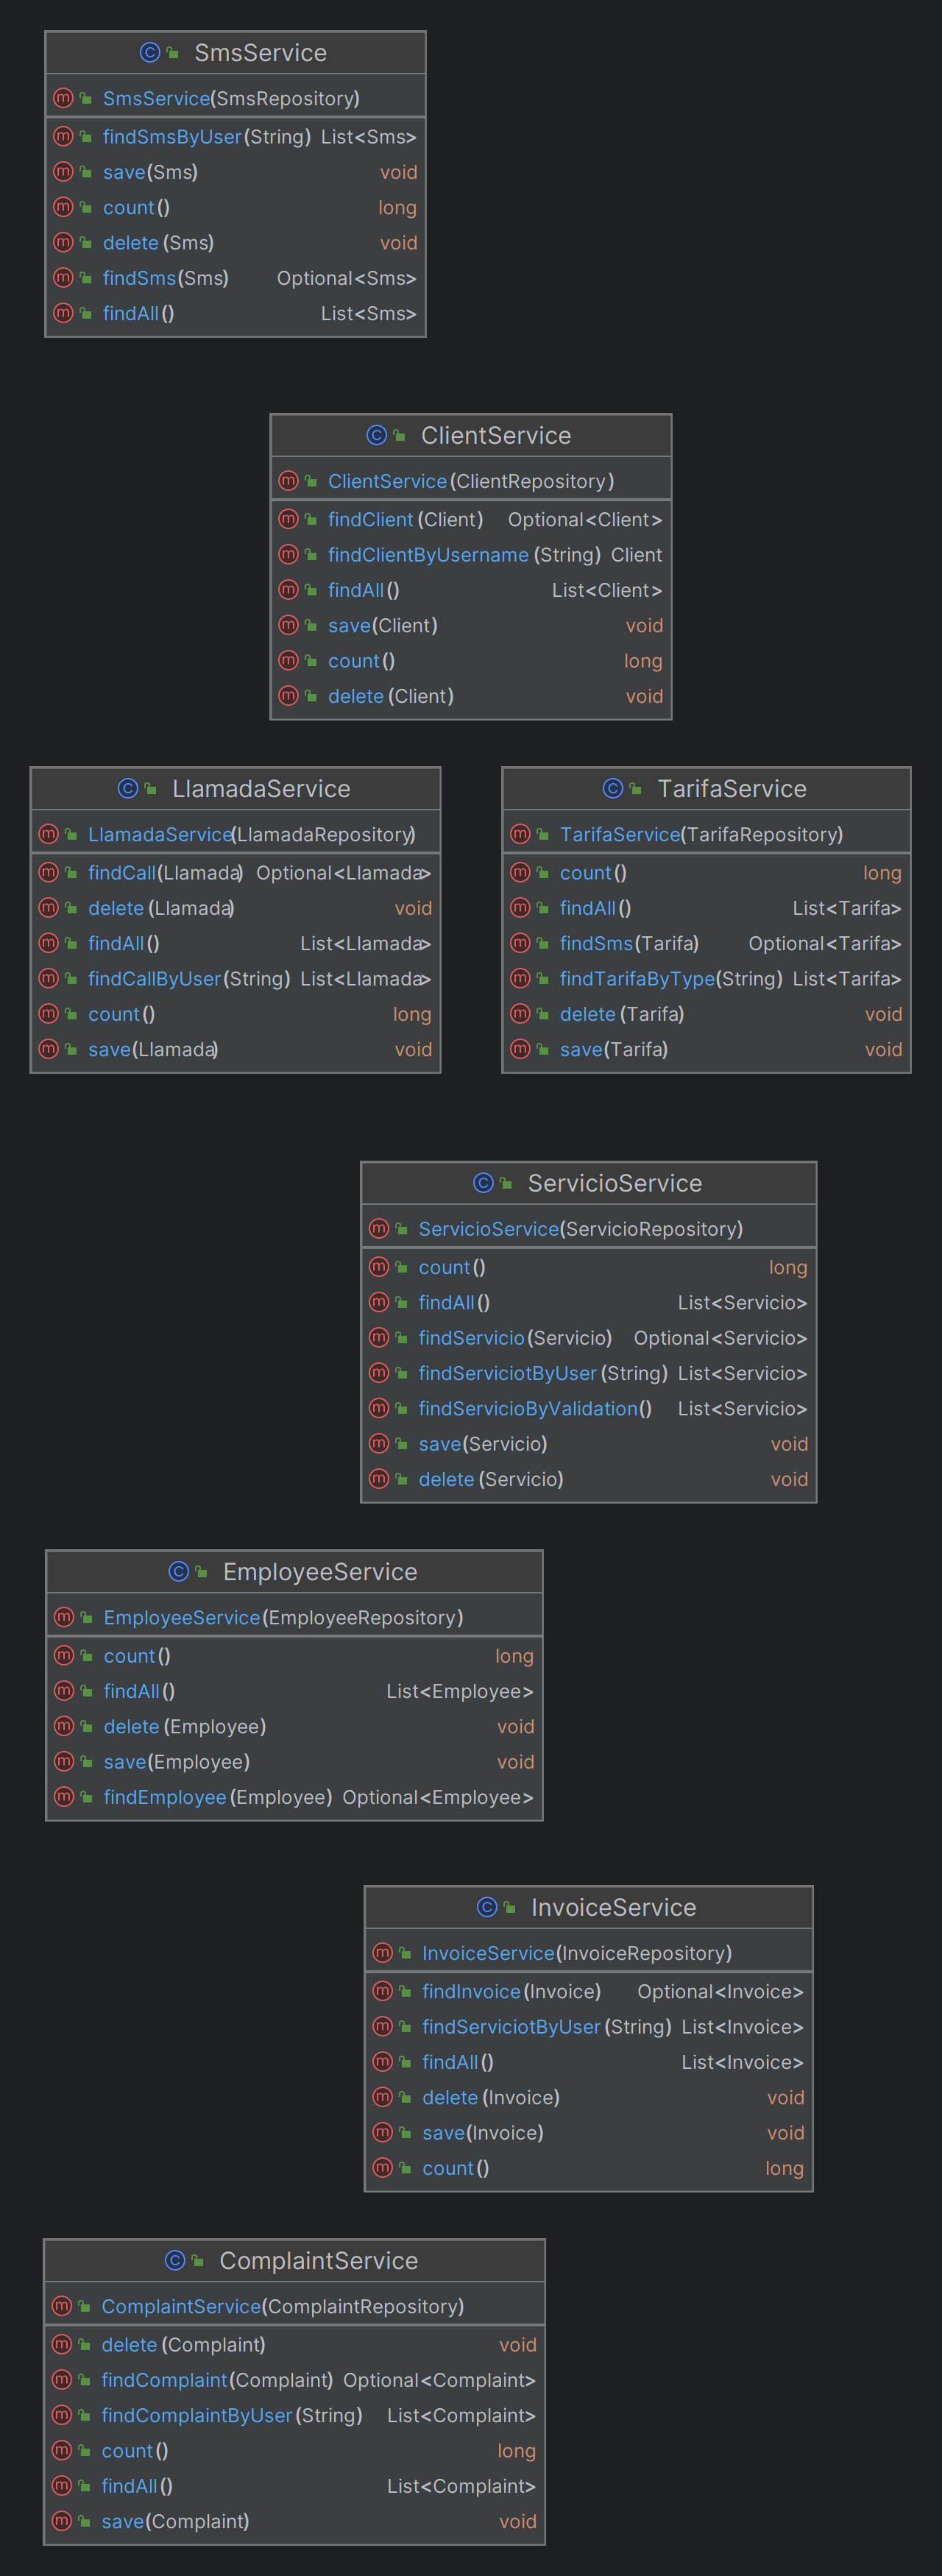 SmsService
SmsService(SmsRepository)
findSmsByUser(String) List<Sms>
save(Sms) void
count() long
delete(Sms) void
findSms(Sms) Optional<Sms>
findAll() List<Sms>
ClientService
ClientService(ClientRepository)
findClient(Client) Optional<Client>
findClientByUsername(String) Client
findAll() List<Client>
save(Client) void
count() long
delete(Client) void
LlamadaService
LlamadaService(LlamadaRepository)
findCall(Llamada) Optional<Llamada>
delete(Llamada) void
findAll() List<Llamada>
findCallByUser(String) List<Llamada>
count() long
save(Llamada) void
TarifaService
TarifaService(TarifaRepository)
count() long
findAll() List<Tarifa>
findSms(Tarifa) Optional<Tarifa>
findTarifaByType(String) List<Tarifa>
delete(Tarifa) void
save(Tarifa) void
ServicioService
ServicioService(ServicioRepository)
count() long
findAll() List<Servicio>
findServicio(Servicio) Optional<Servicio>
findServiciotByUser(String) List<Servicio>
findServicioByValidation() List<Servicio>
save(Servicio) void
delete(Servicio) void
EmployeeService
EmployeeService(EmployeeRepository)
count() long
findAll() List<Employee>
delete(Employee) void
save(Employee) void
findEmployee(Employee) Optional<Employee>
InvoiceService
InvoiceService(InvoiceRepository)
findInvoice(Invoice) Optional<Invoice>
findServiciotByUser(String) List<Invoice>
findAll() List<Invoice>
delete(Invoice) void
save(Invoice) void
count() long
ComplaintService
ComplaintService(ComplaintRepository)
delete(Complaint) void
findComplaint(Complaint) Optional<Complaint>
findComplaintByUser(String) List<Complaint>
count() long
findAll() List<Complaint>
save(Complaint) void